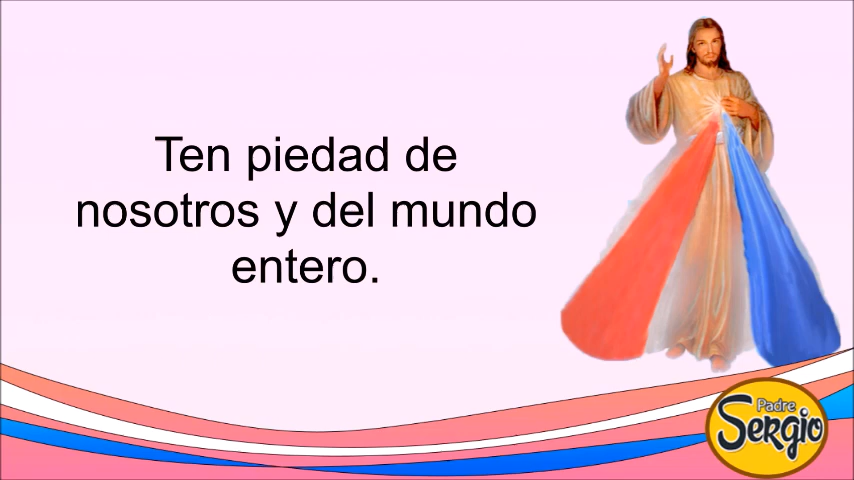 Ten piedad de
nosotros y del mundo
entero.
Padre
Sergio